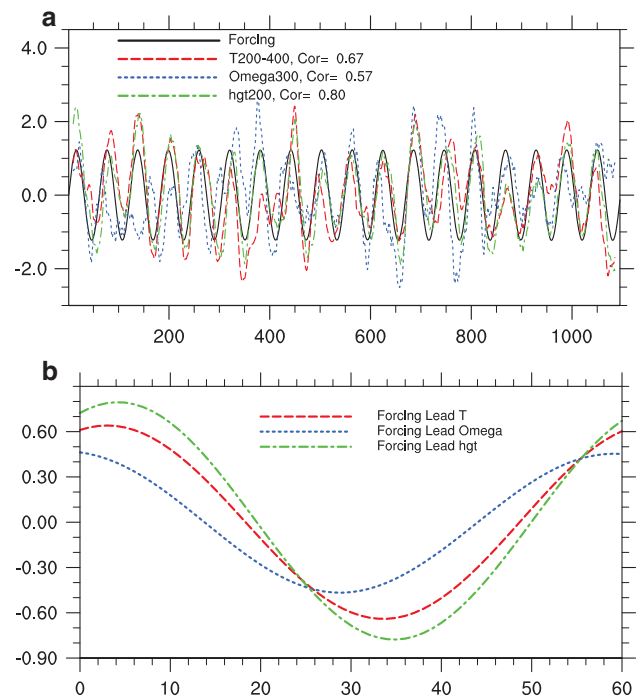 a
4.0
2.0
0.0
-2.0
Forcing
T200-400, Cor= 0.67
Omega300, Cor= 0.57
hgt200, Cor= 0.80
200 400 600 800 1000
b
0.60
0.30
0.00
-0.30
-0.60
-0.90
Forcing Lead T
Forcing Lead Omega
Forcing Lead hgt
0 10 20 30 40 50 60